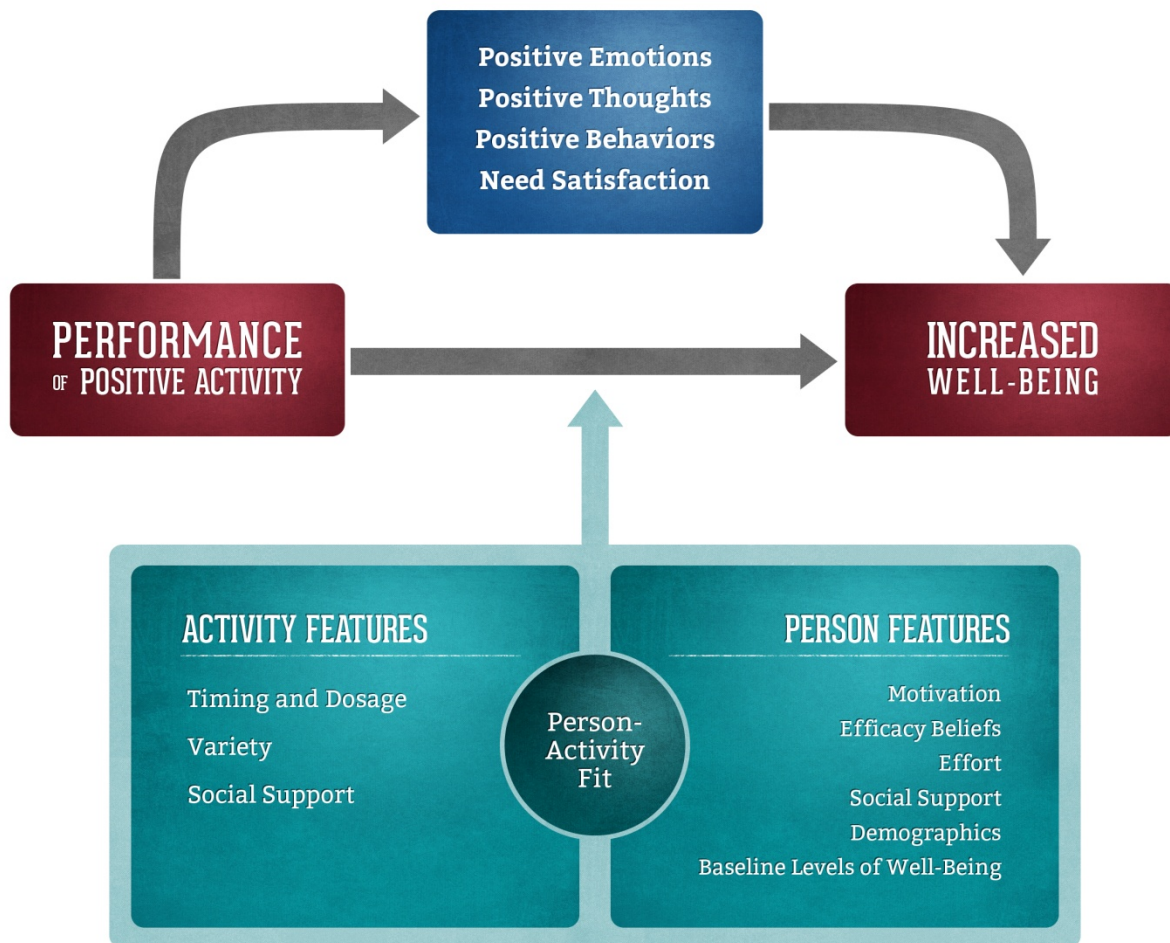 Positive Emotions
Positive Thoughts
Positive Behaviors
Need Satisfaction
PERFORMANCE
OF POSITIVE ACTIVITY
INCREASED
WELL-BEING
ACTIVITY FEATURES
Timing and Dosage
Variety
Social Support
Person-
Activity
Fit
PERSON FEATURES
Motivation
Efficacy Beliefs
Effort
Social Support
Demographics
Baseline Levels of Well-Being